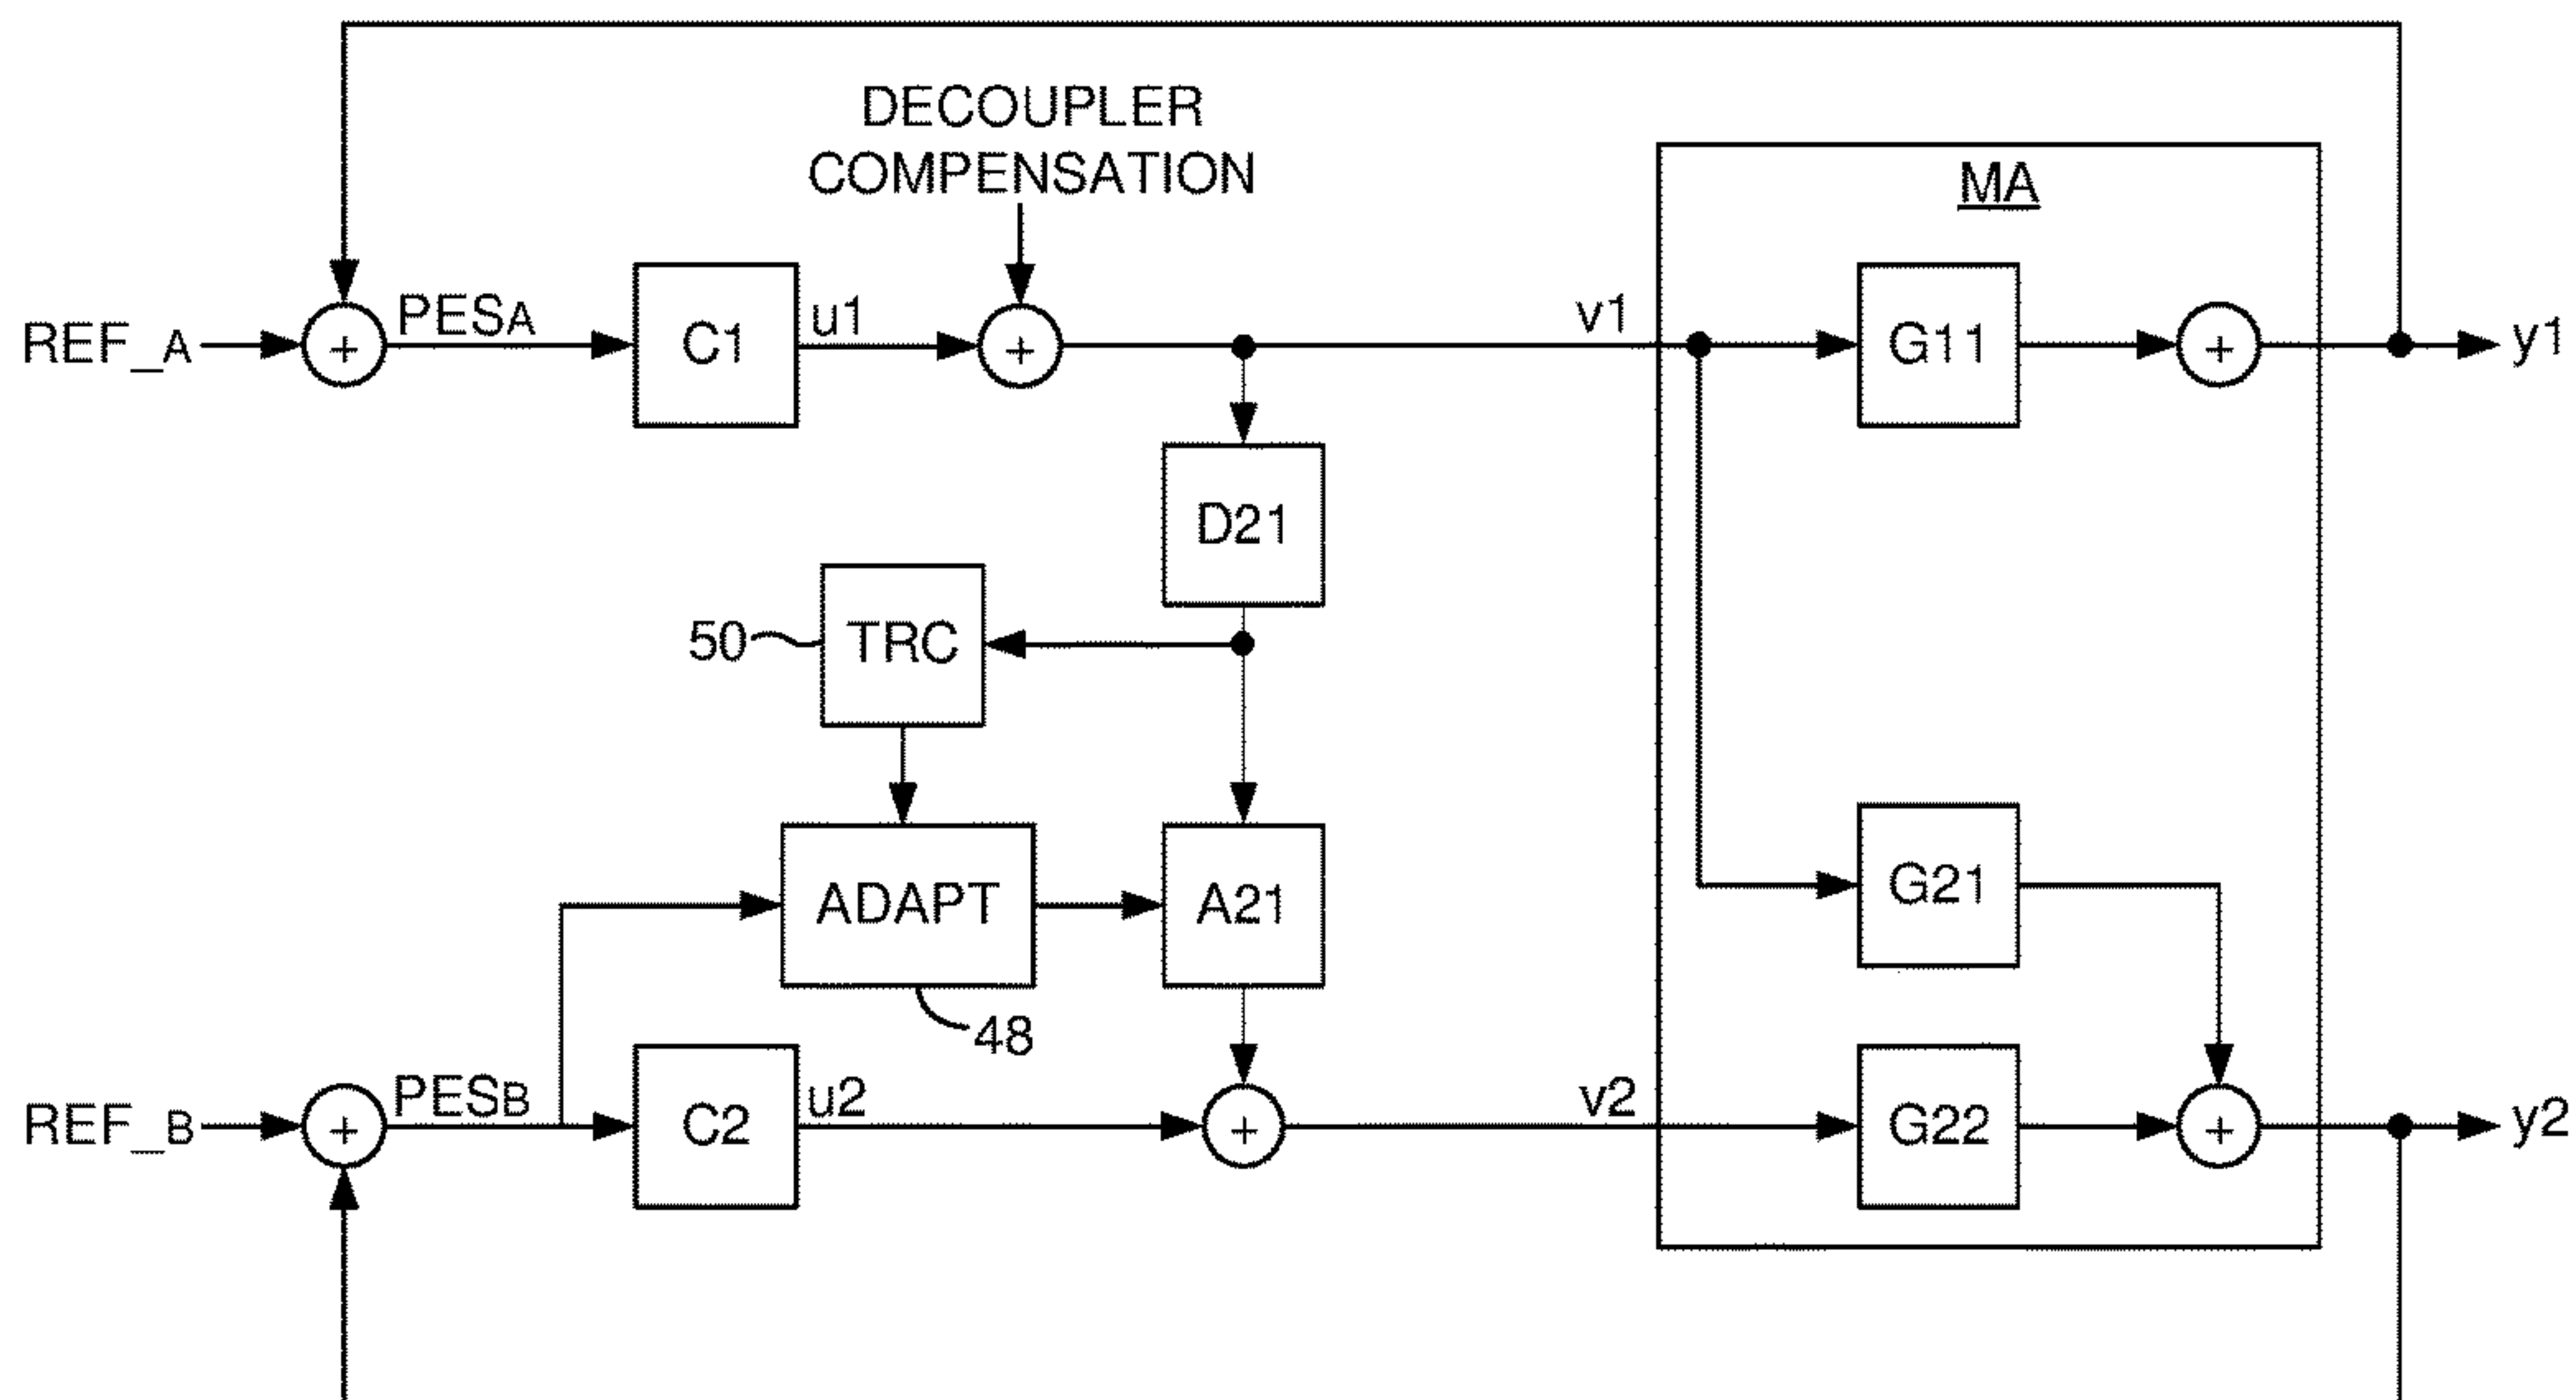 DECOUPLER
COMPENSATION
MA
REF_A
+
PESA
C1
u1
+
v1
G11
+
y1
D21
50
TRC
ADAPT
A21
G21
48
REF_B
+
PESB
C2
u2
+
v2
G22
+
y2